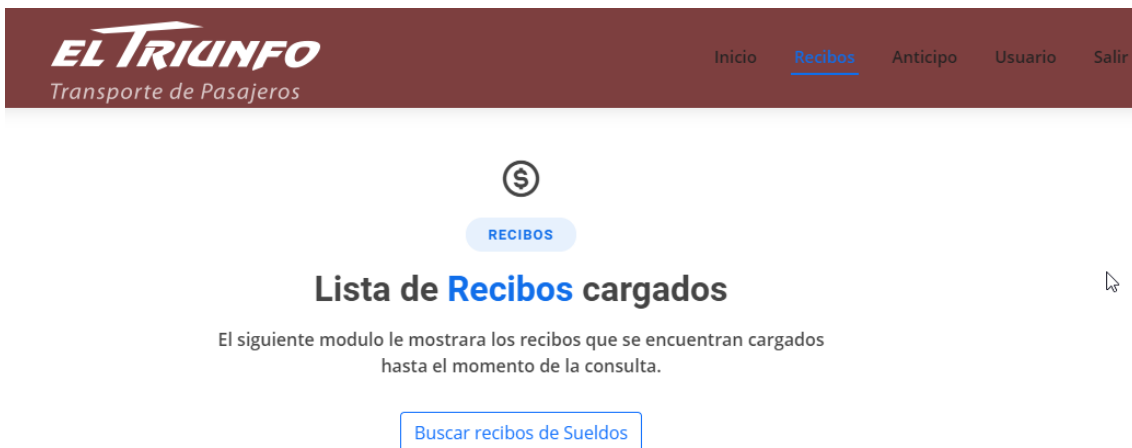 EL TRIUNFO
Transporte de Pasajeros
Inicio Recibos Anticipo Usuario Salir
RECIBOS
Lista de Recibos cargados
El siguiente modulo le mostrara los recibos que se encuentran cargados
hasta el momento de la consulta.
Buscar recibos de Sueldos